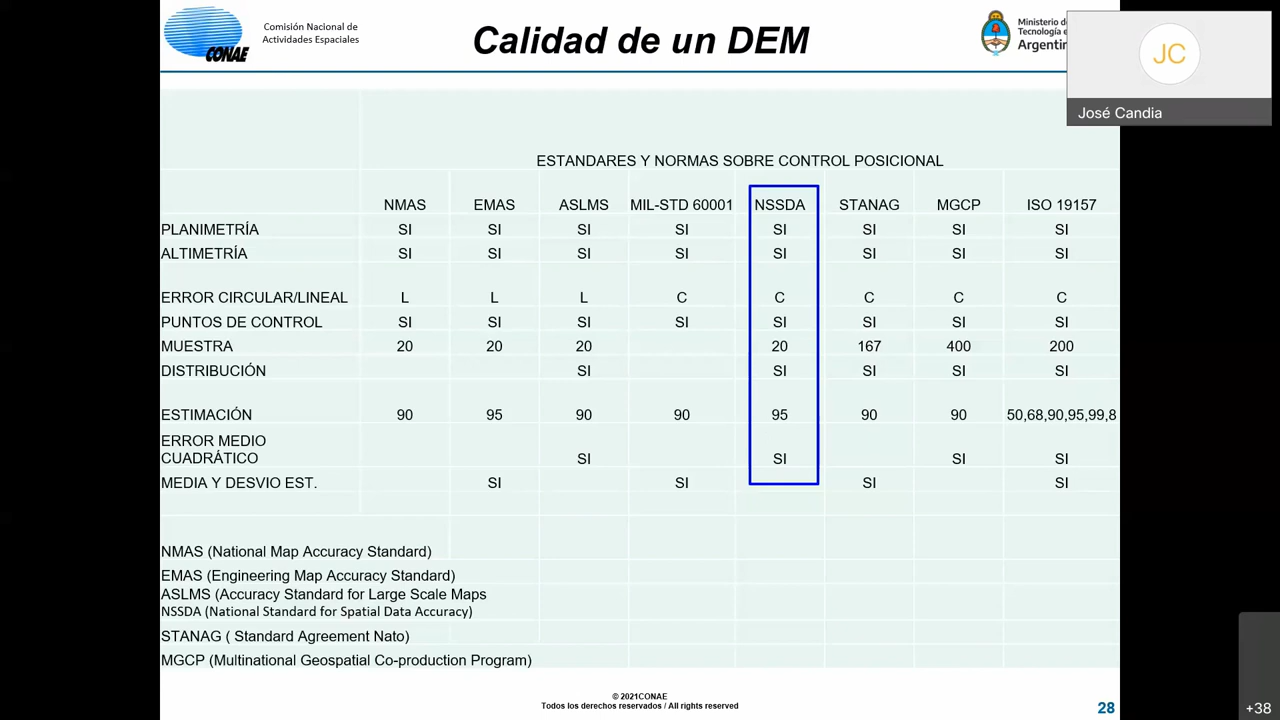 CONAE
Comisión Nacional de
Actividades Espaciales
Calidad de un DEM
Ministerio de
Tecnología e
Argentin
JC
José Candia
ESTANDARES Y NORMAS SOBRE CONTROL POSICIONAL
NMAS EMAS ASLMS MIL-STD 60001 NSSDA STANAG MGCP ISO 19157
PLANIMETRÍA SI SI SI SI SI SI SI SI
ALTIMETRÍA SI SI SI SI SI SI SI SI
ERROR CIRCULAR/LINEAL L L L C C C C C
PUNTOS DE CONTROL SI SI SI SI SI SI SI SI
MUESTRA 20 20 20 20 167 400 200
DISTRIBUCIÓN SI SI SI SI SI
ESTIMACIÓN 90 95 90 90 95 90 90 50,68,90,95,99,8
ERROR MEDIO
CUADRÁTICO SI SI SI SI
MEDIA Y DESVIO EST. SI SI SI SI
NMAS (National Map Accuracy Standard)
EMAS (Engineering Map Accuracy Standard)
ASLMS (Accuracy Standard for Large Scale Maps
NSSDA (National Standard for Spatial Data Accuracy)
STANAG ( Standard Agreement Nato)
MGCP (Multinational Geospatial Co-production Program)
© 2021CONAE
Todos los derechos reservados / All rights reserved
28
+38